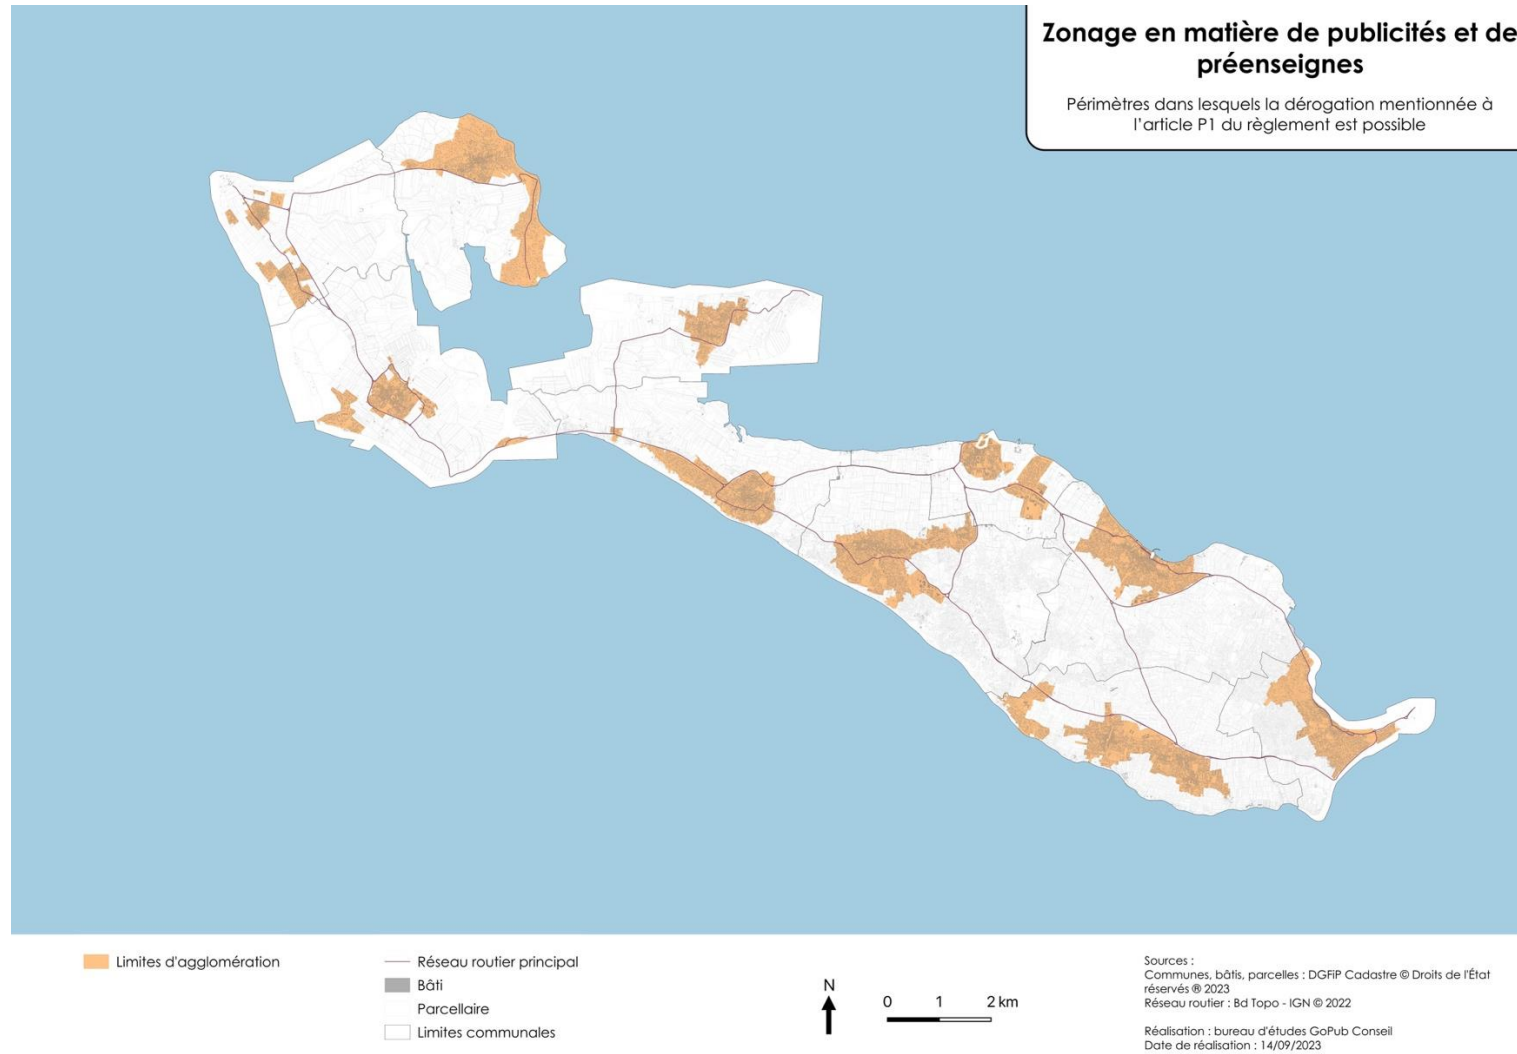 Zonage en matière de publicités et de
préenseignes
Périmètres dans lesquels la dérogation mentionnée à
l'article P1 du règlement est possible
Limites d'agglomération
Réseau routier principal
Bâti
Parcellaire
Limites communales
N
0 1 2 km
Sources :
Communes, bâtis, parcelles : DGFiP Cadastre © Droits de l'État
réservés ® 2023
Réseau routier : Bd Topo - IGN © 2022
Réalisation : bureau d'études GoPub Conseil
Date de réalisation : 14/09/2023